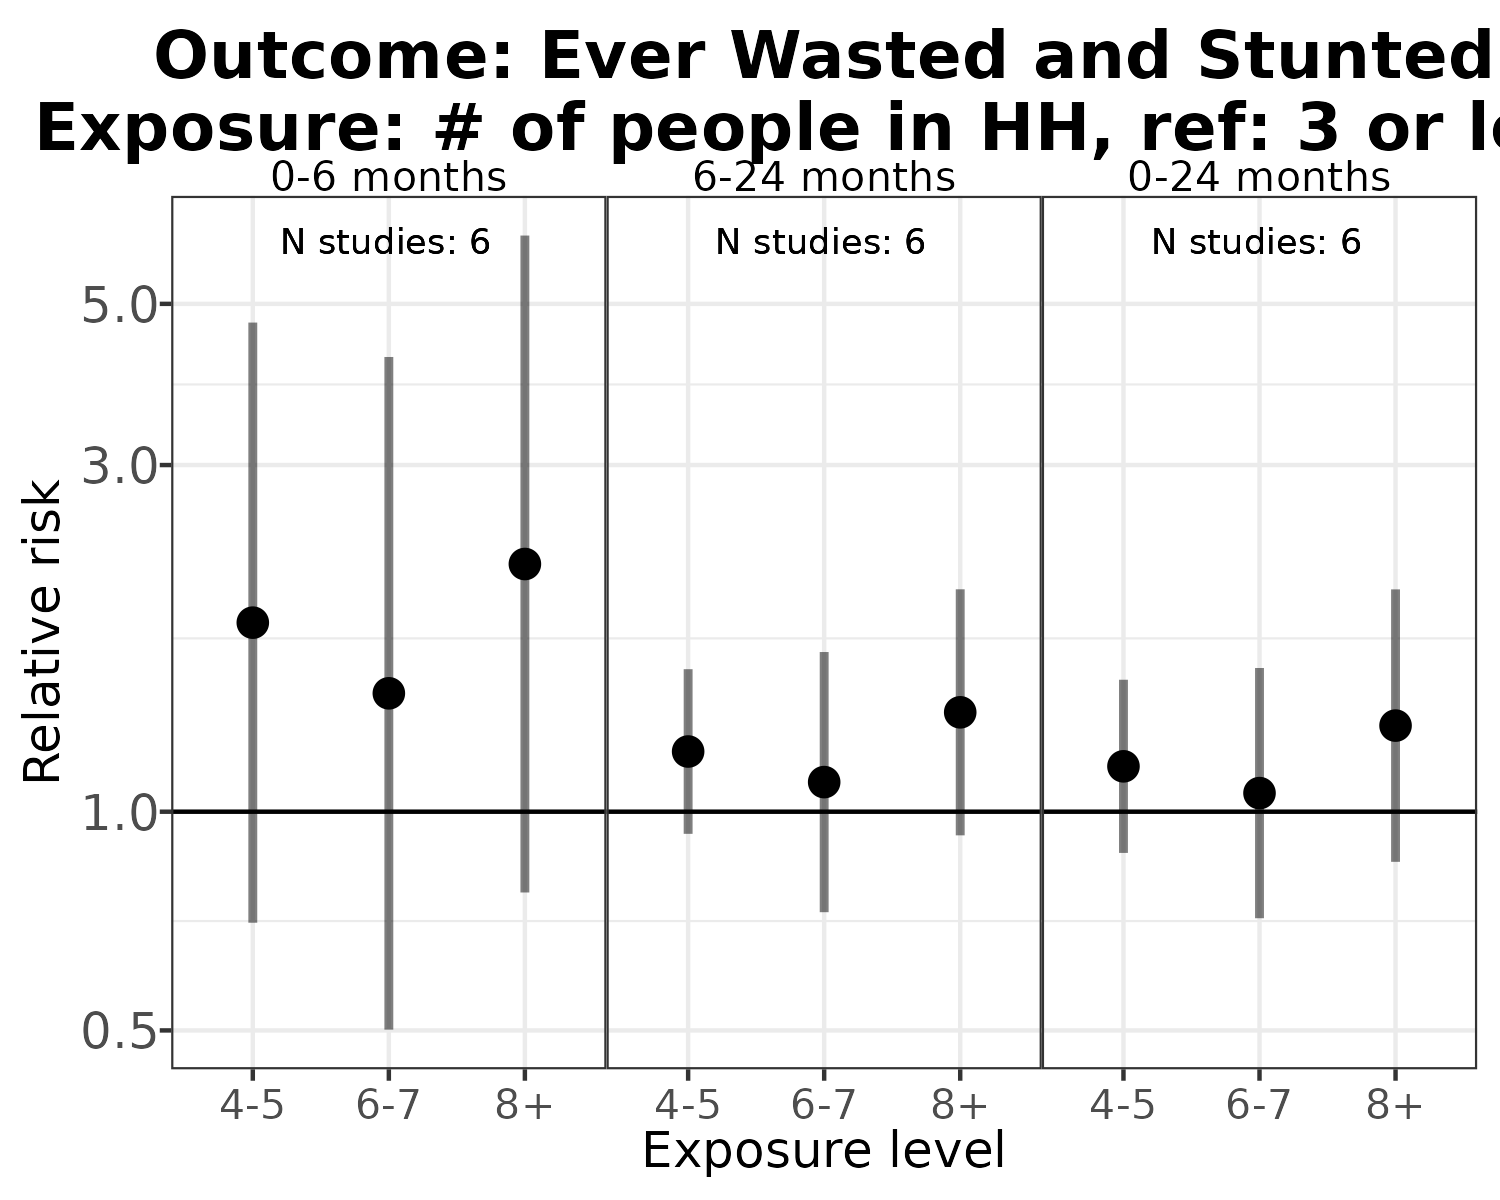 Outcome: Ever Wasted and Stunted
Exposure: # of people in HH, ref: 3 or
0-6 months
6-24 months
0-24 months
N studies: 6
N studies: 6
N studies: 6
5.0
3.0
1.0
0.5
Relative risk
4-5
6-7
8+
4-5
6-7
8+
4-5
6-7
8+
Exposure level